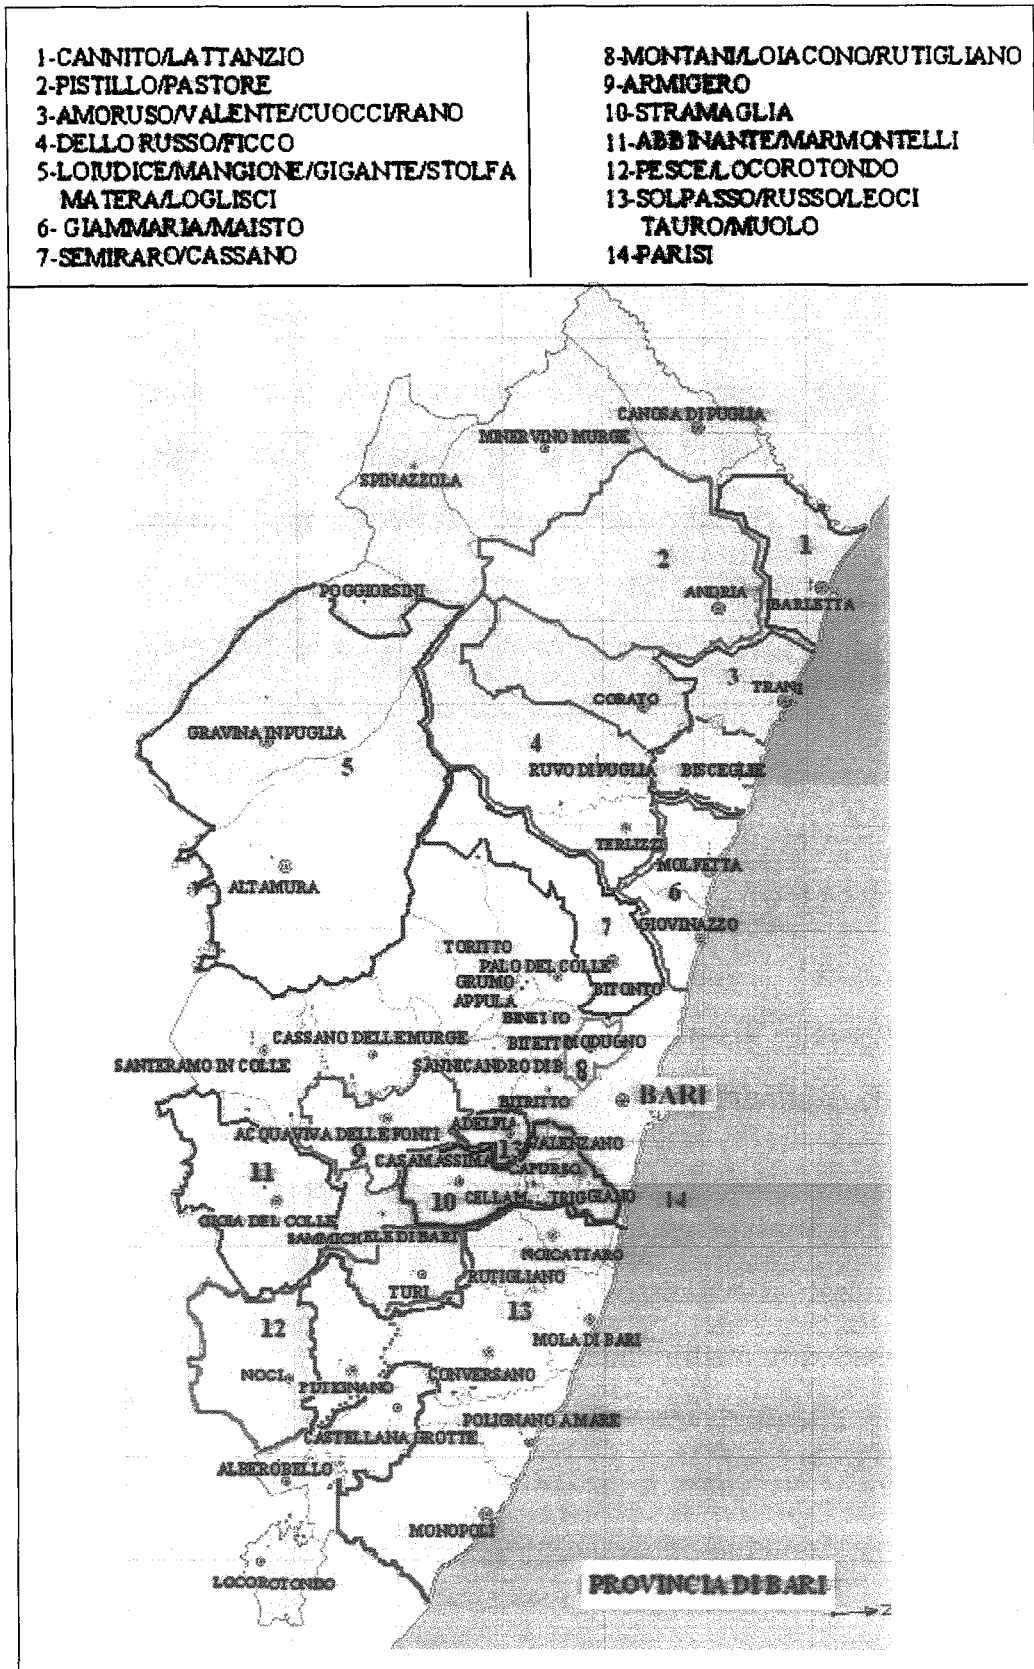 1-CANNITO/LATTANZIO
2-PISTILLO/PASTORE
3-AMORUSO/VALENTE/CUOCCI/RANO
4-DELLO RUSSO/FICCO
5-LOIUDICE/MANGIONE/GIGANTE/STOLFA
MATERA/LOGLISCI
6- GIAMMARIA/MAISTO
7-SEMIRARO/CASSANO
8-MONTANI/LOIACONO/RUTIGLIANO
9-ARMIGERO
10-STRAMAGLIA
11-ABBINANTE/MARMONTELLI
12-PESCE/LOCOROTONDO
13-SOLPASSO/RUSSO/LEOCI
TAURO/MUOLO
14-PARISI
CANOSA DI PUGLIA
MINERVINO MURGE
SPINAZZOLA
1
2
ANDRIA
BARLETTA
POGGIORSINI
3
TRANI
CORATO
GRAVINA IN PUGLIA
4
5
RUVO DI PUGLIA
BISCEGLIE
TERLIZZI
MOLFETTA
ALTAMURA
6
7
GIOVINAZZO
TORITTO
PALO DEL COLLE
GRUMO
APPULA
BITONTO
BINETTO
CASSANO DELLE MURGE
BITETT
MODUGNO
SANTERAMO IN COLLE
SANNICANDRO DI B
8
BITRITTO
BARI
ADELFIA
ACQUAVIVA DELLE FONTI
13
VALENZANO
9
CASAMASSIMA
CAPURSO
11
10
CELLAM
TRIGGIANO
14
GIOIA DEL COLLE
SAMMICHELE DI BARI
NOICATTARO
TURI
RUTIGLIANO
13
12
MOLA DI BARI
NOCI
PUTIGNANO
CONVERSANO
POLIGNANO A MARE
CASTELLANA GROTTE
ALBEROBELLO
MONOPOLI
LOCOROTONDO
PROVINCIA DI BARI